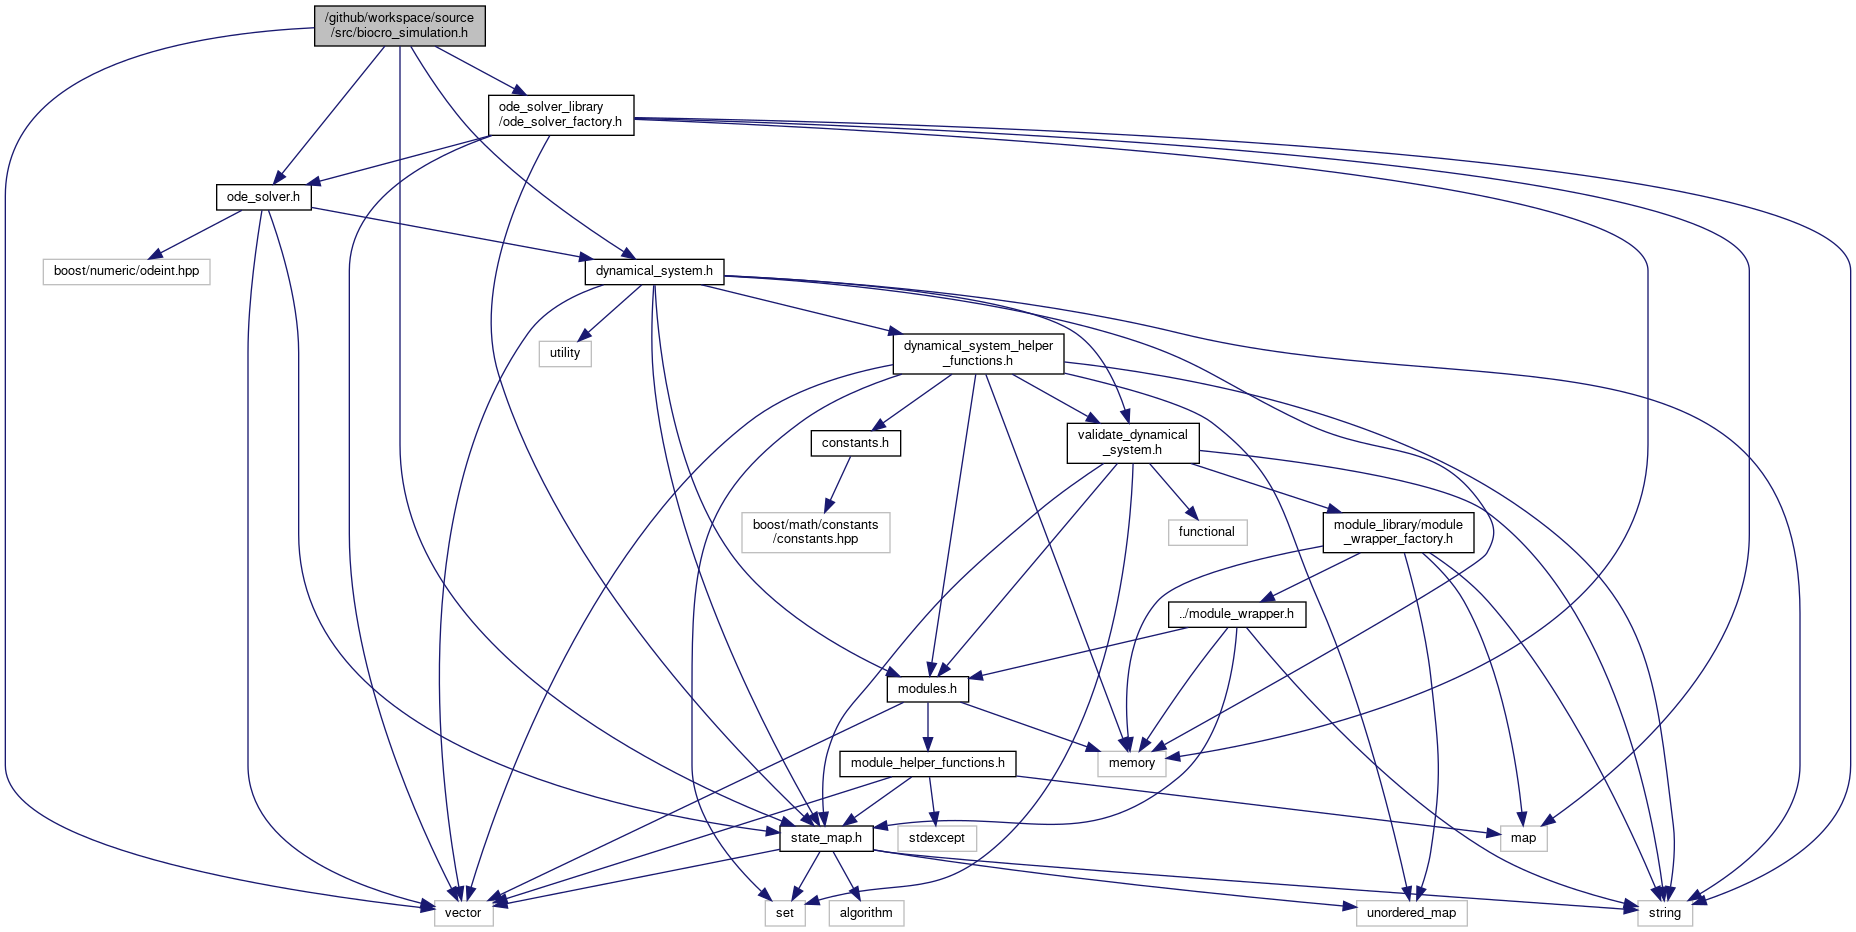 /github/workspace/source
/src/biocro_simulation.h
ode_solver_library
/ode_solver_factory.h
ode_solver.h
boost/numeric/odeint.hpp
dynamical_system.h
utility
dynamical_system_helper
_functions.h
constants.h
validate_dynamical
_system.h
boost/math/constants
/constants.hpp
functional
module_library/module
_wrapper_factory.h
../module_wrapper.h
modules.h
module_helper_functions.h
memory
state_map.h
stdexcept
map
vector
set
algorithm
unordered_map
string